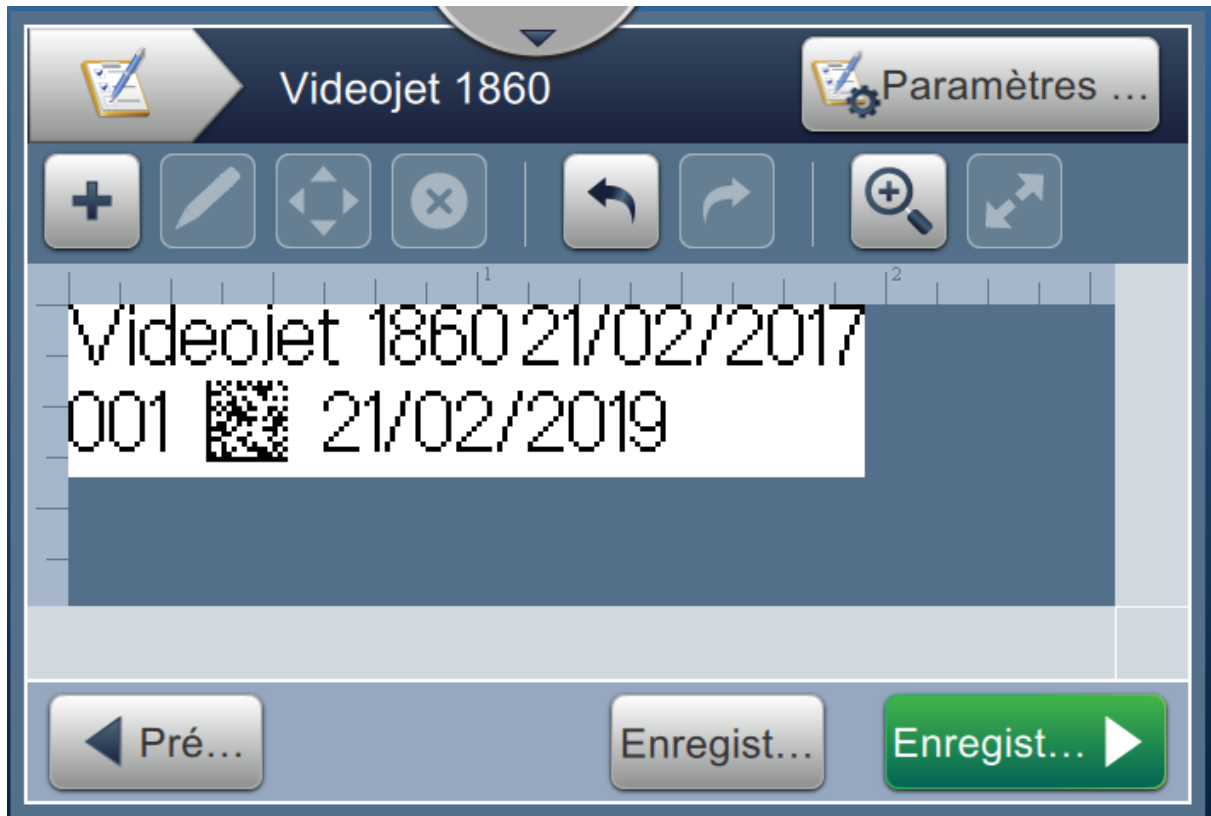 Videojet 1860
Paramètres ...
1 2
Videojet 1860 21/02/2017
001 21/02/2019
Pré...
Enregist...
Enregist...